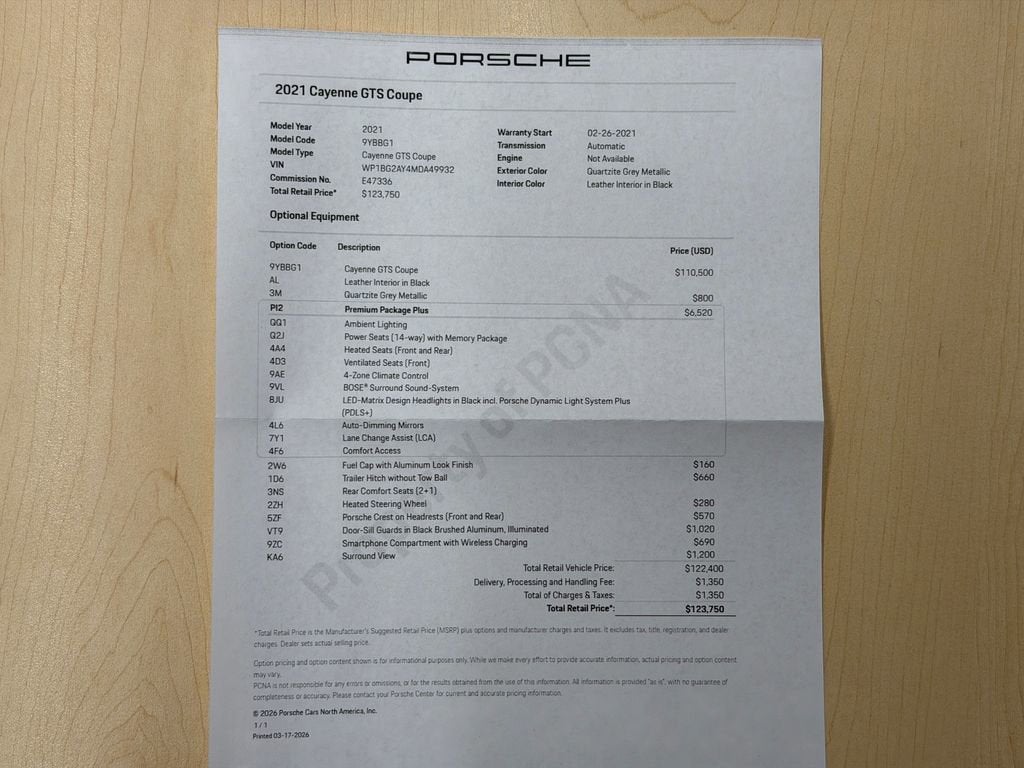 PORSCHE
2021 Cayenne GTS Coupe
Model Year 2021
Model Code 9YBBG1
Model Type Cayenne GTS Coupe
VIN WP1BG2AY4MDA49932
Commission No. E47336
Total Retail Price* $123,750
Warranty Start 02-26-2021
Transmission Automatic
Engine Not Available
Exterior Color Quartzite Grey Metallic
Interior Color Leather Interior in Black
Optional Equipment
Option Code Description Price (USD)
9YBBG1 Cayenne GTS Coupe $110,500
AL Leather Interior in Black
3M Quartzite Grey Metallic $800
PI2 Premium Package Plus $6,520
QQ1 Ambient Lighting
Q2J Power Seats (14-way) with Memory Package
4A4 Heated Seats (Front and Rear)
4D3 Ventilated Seats (Front)
9AE 4-Zone Climate Control
9VL BOSE® Surround Sound-System
8JU LED-Matrix Design Headlights in Black incl. Porsche Dynamic Light System Plus
(PDLS+)
4L6 Auto-Dimming Mirrors
7Y1 Lane Change Assist (LCA)
4F6 Comfort Access
2W6 Fuel Cap with Aluminum Look Finish $160
1D6 Trailer Hitch without Tow Ball $660
3NS Rear Comfort Seats (2+1)
2ZH Heated Steering Wheel $280
5ZF Porsche Crest on Headrests (Front and Rear) $570
VT9 Door-Sill Guards in Black Brushed Aluminum, Illuminated $1,020
9ZC Smartphone Compartment with Wireless Charging $690
KA6 Surround View $1,200
Total Retail Vehicle Price: $122,400
Delivery, Processing and Handling Fee: $1,350
Total of Charges & Taxes: $1,350
Total Retail Price*: $123,750
*Total Retail Price is the Manufacturer's Suggested Retail Price (MSRP) plus options and manufacturer charges and taxes. It excludes tax, title, registration, and dealer
charges. Dealer sets actual selling price.
Option pricing and option content shown is for informational purposes only. While we make every effort to provide accurate information, actual pricing and option content
may vary.
PCNA is not responsible for any errors or omissions, or for the results obtained from the use of this information. All information is provided "as is", with no guarantee of
completeness or accuracy. Please contact your Porsche Center for current and accurate pricing information.
© 2026 Porsche Cars North America, Inc.
1 / 1
Printed 03-17-2026
Property of PCNA